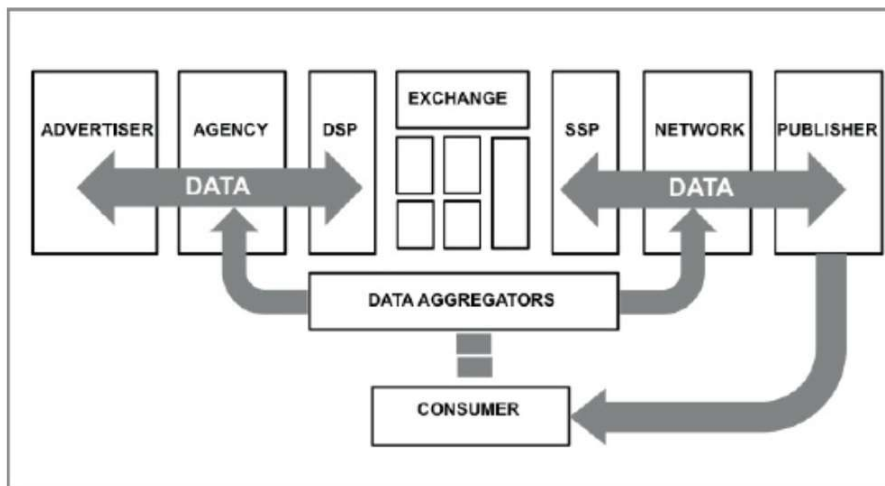 ADVERTISER
AGENCY
DSP
EXCHANGE
SSP
NETWORK
PUBLISHER
DATA
DATA
DATA AGGREGATORS
CONSUMER